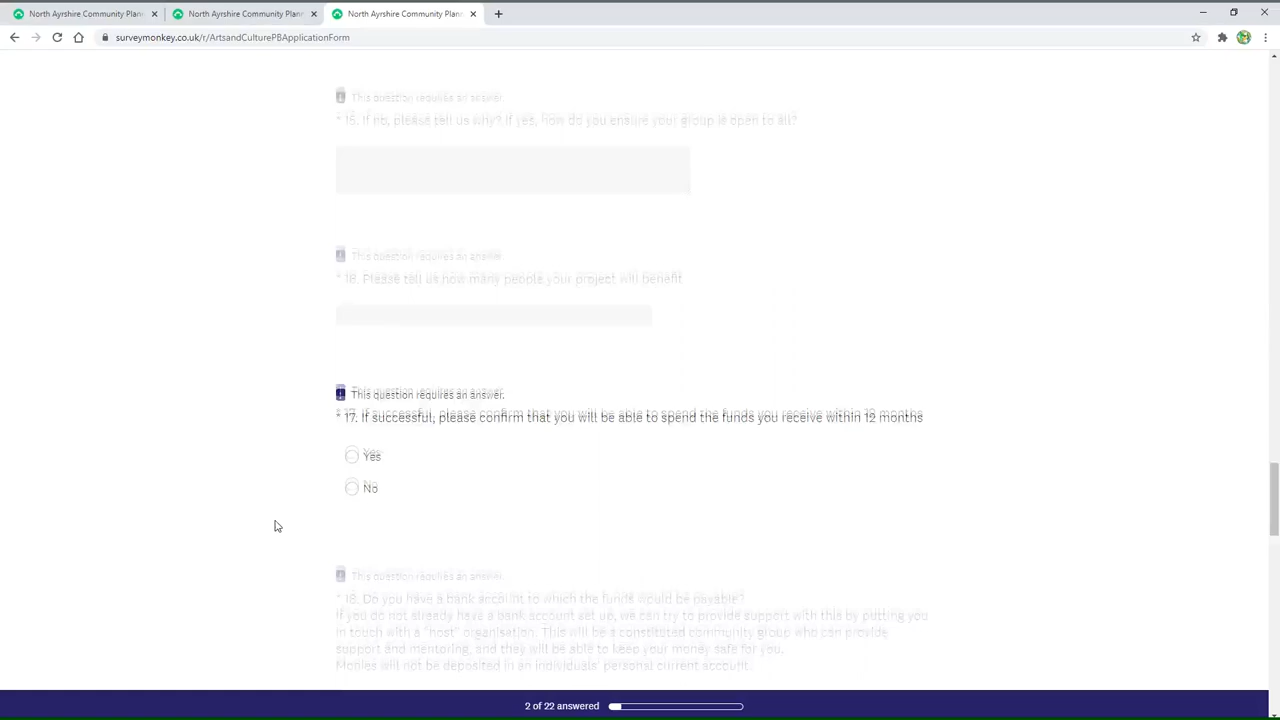 North Ayrshire Community Plann
North Ayrshire Community Plann
North Ayrshire Community Plann
surveymonkey.co.uk/r/ArtsandCulturePBApplicationForm
This question requires an answer.
* 15. If no, please tell us why? If yes, how do you ensure your group is open to all?
This question requires an answer.
* 16. Please tell us how many people your project will benefit
This question requires an answer.
* 17. If successful, please confirm that you will be able to spend the funds you receive within 12 months
Yes
No
This question requires an answer.
* 18. Do you have a bank account to which the funds would be payable?
If you do not already have a bank account set up, we can try to provide support with this by putting you
in touch with a "host" organisation. This will be a constituted community group who can provide
support and mentoring, and they will be able to keep your money safe for you.
Monies will not be deposited in an individuals' personal current account.
2 of 22 answered